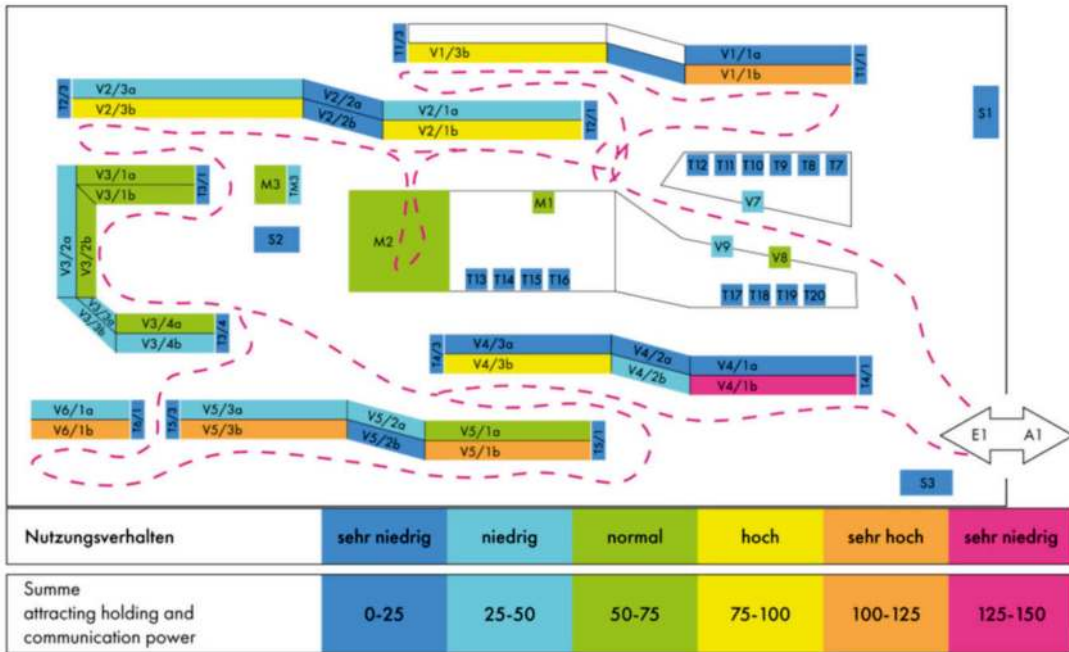 T1/3
V1/3b
V1/1a
V1/1b
T1/1
T2/3
V2/3a
V2/3b
V2/2a
V2/2b
V2/1a
V2/1b
T2/1
S1
T12 T11 T10 T9 T8 T7
V7
V3/1a
V3/1b
T3/1
M3
TM3
S2
V3/2a
V3/2b
V3/3a
V3/3b
V3/4a
V3/4b
T3/4
M2
M1
T13 T14 T15 T16
V9
V8
T17 T18 T19 T20
T4/3
V4/3a
V4/3b
V4/2a
V4/2b
V4/1a
V4/1b
T4/1
V6/1a
V6/1b
T6/1
T5/3
V5/3a
V5/3b
V5/2a
V5/2b
V5/1a
V5/1b
T5/1
E1 A1
S3
Nutzungsverhalten sehr niedrig niedrig normal hoch sehr hoch sehr niedrig
Summe
attracting holding and
communication power
0-25 25-50 50-75 75-100 100-125 125-150